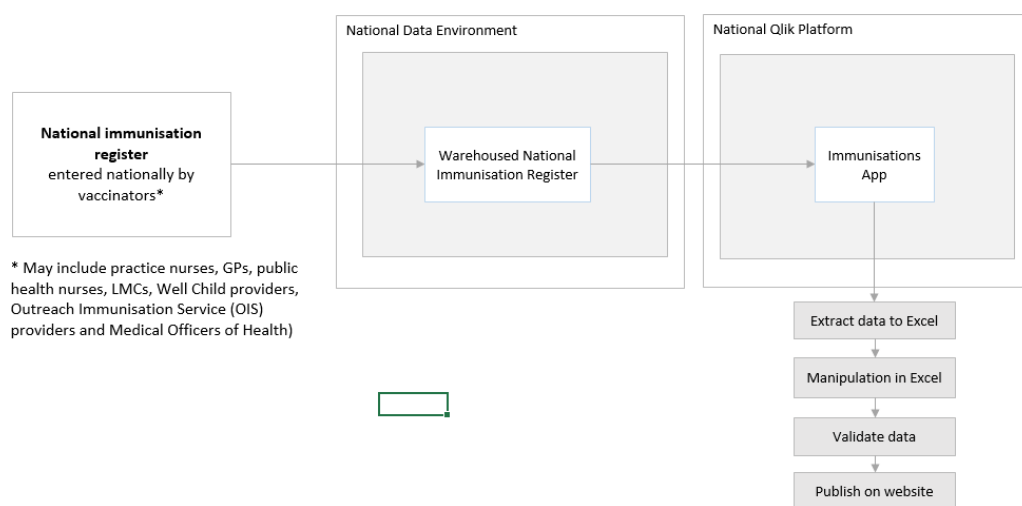 National Data Environment
National Qlik Platform
National immunisation
register
entered nationally by
vaccinators*
Warehoused National
Immunisation Register
Immunisations
App
* May include practice nurses, GPs, public
health nurses, LMCs, Well Child providers,
Outreach Immunisation Service (OIS)
providers and Medical Officers of Health)
Extract data to Excel
Manipulation in Excel
Validate data
Publish on website